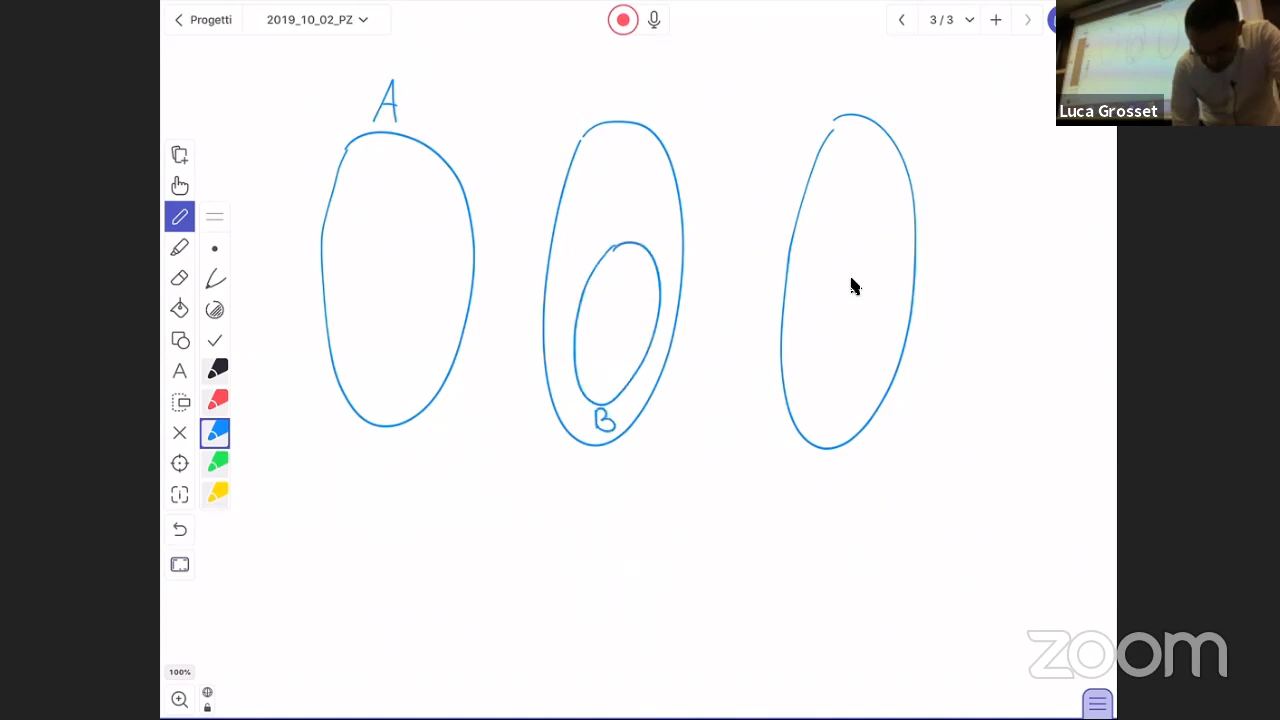 Progetti
2019_10_02_PZ
3 / 3
Luca Grosset
A
B
A
100%
zoom